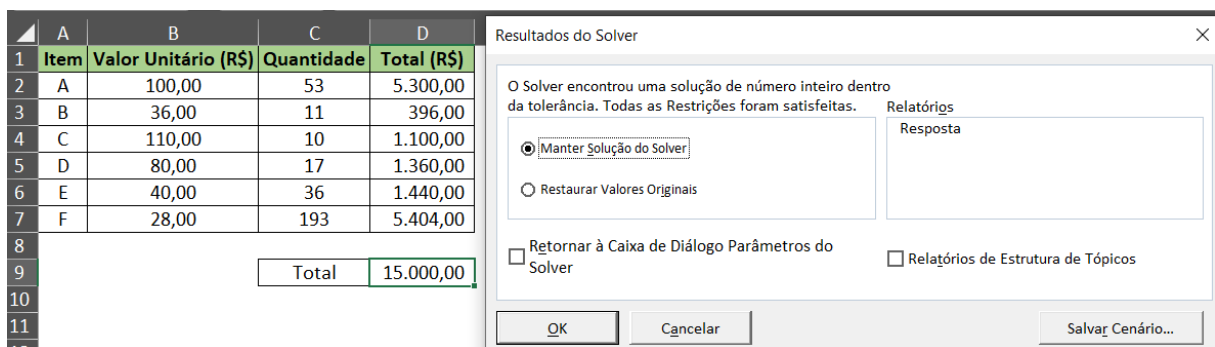 A B C D
1 Item Valor Unitário (R$) Quantidade Total (R$)
2 A 100,00 53 5.300,00
3 B 36,00 11 396,00
4 C 110,00 10 1.100,00
5 D 80,00 17 1.360,00
6 E 40,00 36 1.440,00
7 F 28,00 193 5.404,00
8
9 Total 15.000,00
10
11
Resultados do Solver
O Solver encontrou uma solução de número inteiro dentro
da tolerância. Todas as Restrições foram satisfeitas.
Manter Solução do Solver
Restaurar Valores Originais
Relatórios
Resposta
Retornar à Caixa de Diálogo Parâmetros do
Solver
Relatórios de Estrutura de Tópicos
OK Cancelar Salvar Cenário...